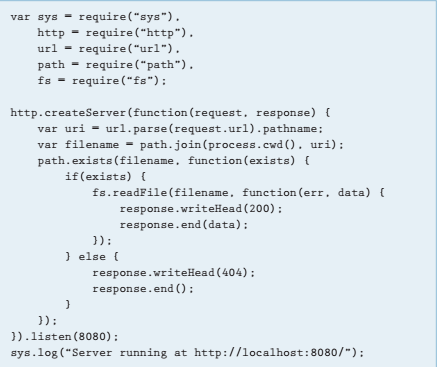 var sys = require(“sys”),
    http = require(“http”),
    url = require(“url”),
    path = require(“path”),
    fs = require(“fs”);

http.createServer(function(request, response) {
    var uri = url.parse(request.url).pathname;
    var filename = path.join(process.cwd(), uri);
    path.exists(filename, function(exists) {
        if(exists) {
            fs.readFile(filename, function(err, data) {
                response.writeHead(200);
                response.end(data);
            });
        } else {
            response.writeHead(404);
            response.end();
        }
    });
}).listen(8080);
sys.log(“Server running at http://localhost:8080/”);